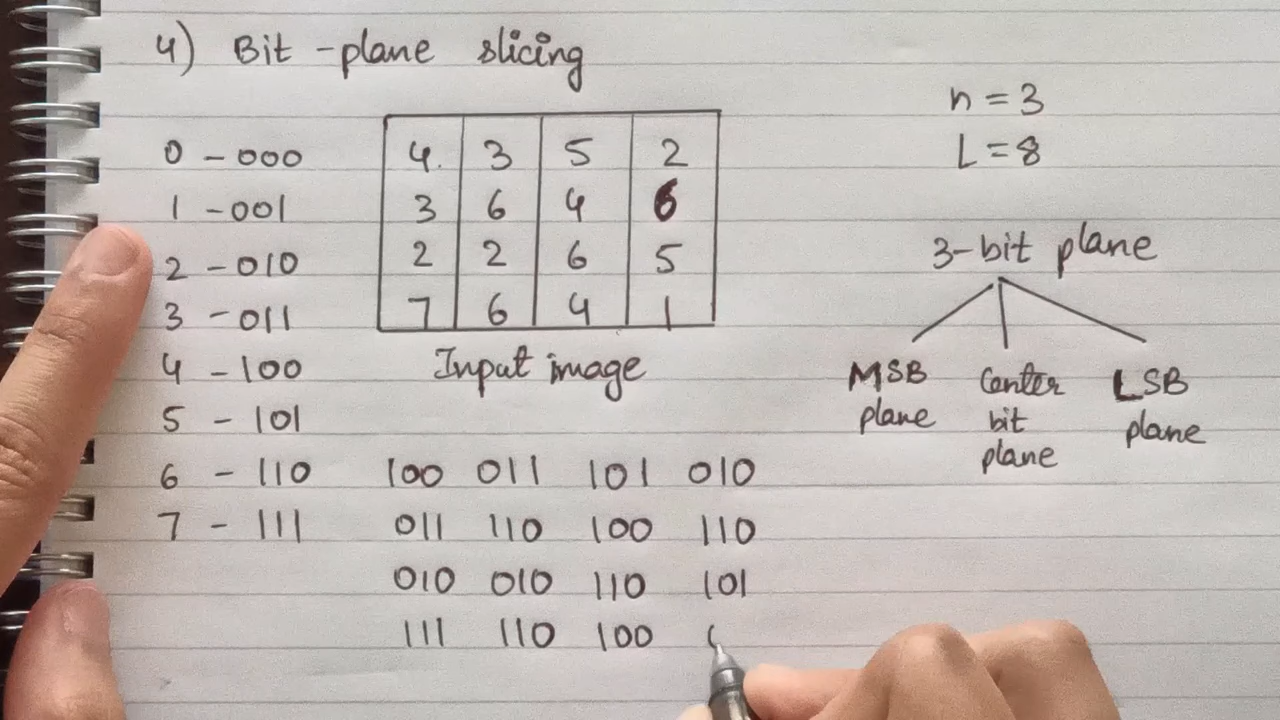 4) Bit-plane slicing
n = 3
L = 8
0 - 000
1 - 001
2 - 010
3 - 011
4 - 100
5 - 101
6 - 110
7 - 111
4 3 5 2
3 6 4 6
2 2 6 5
7 6 4 1
Input image
3-bit plane
MSB plane
Center bit plane
LSB plane
100 011 101 010
011 110 100 110
010 010 110 101
111 110 100